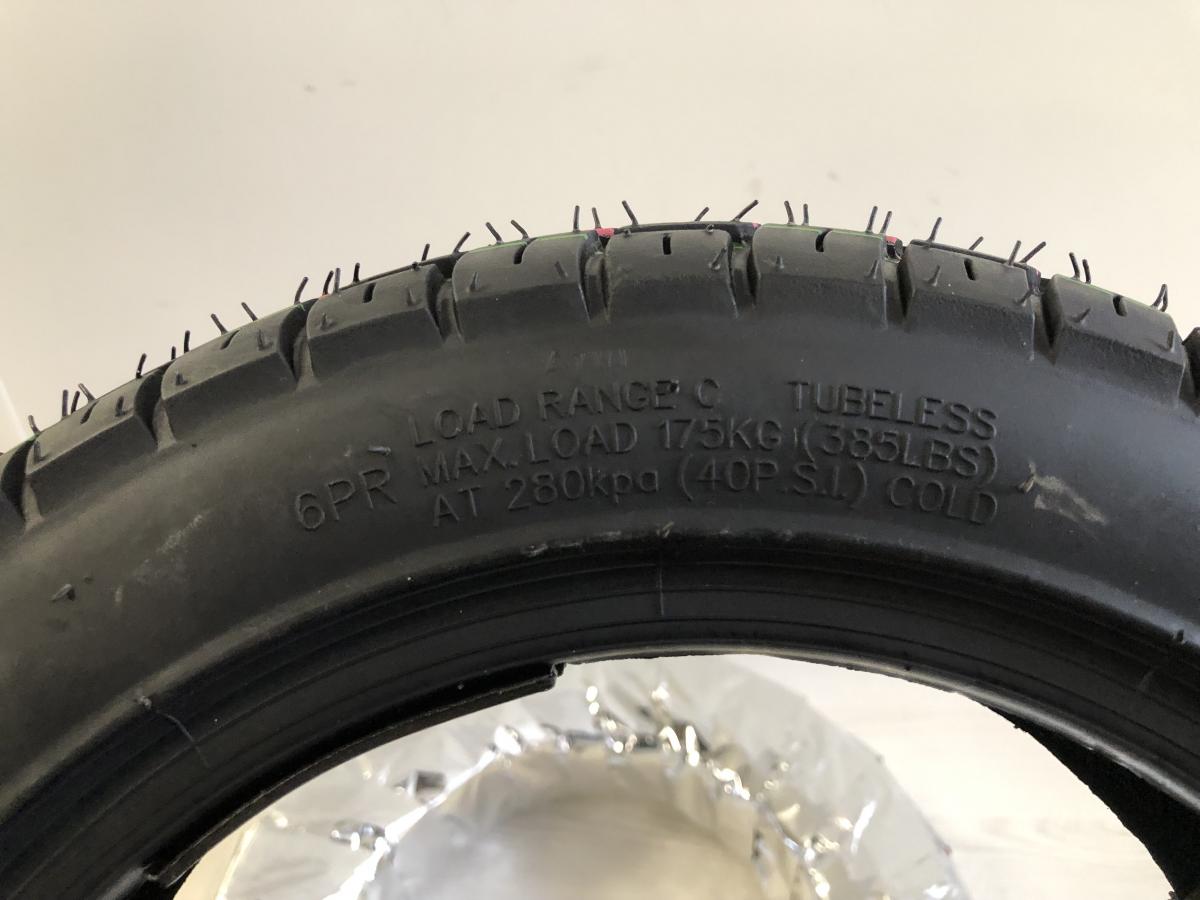 LOAD RANGE C TUBELESS
6PR MAX. LOAD 175KG (385LBS)
AT 280kpa (40P.S.I.) COLD